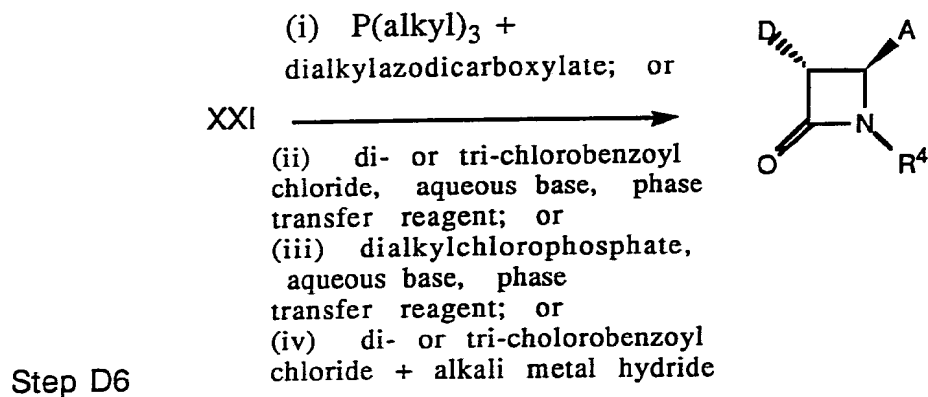 (i) P(alkyl)3 +
dialkylazodicarboxylate; or
XXI
(ii) di- or tri-chlorobenzoyl
chloride, aqueous base, phase
transfer reagent; or
(iii) dialkylchlorophosphate,
aqueous base, phase
transfer reagent; or
(iv) di- or tri-cholorobenzoyl
chloride + alkali metal hydride
D A
N
O R4
Step D6